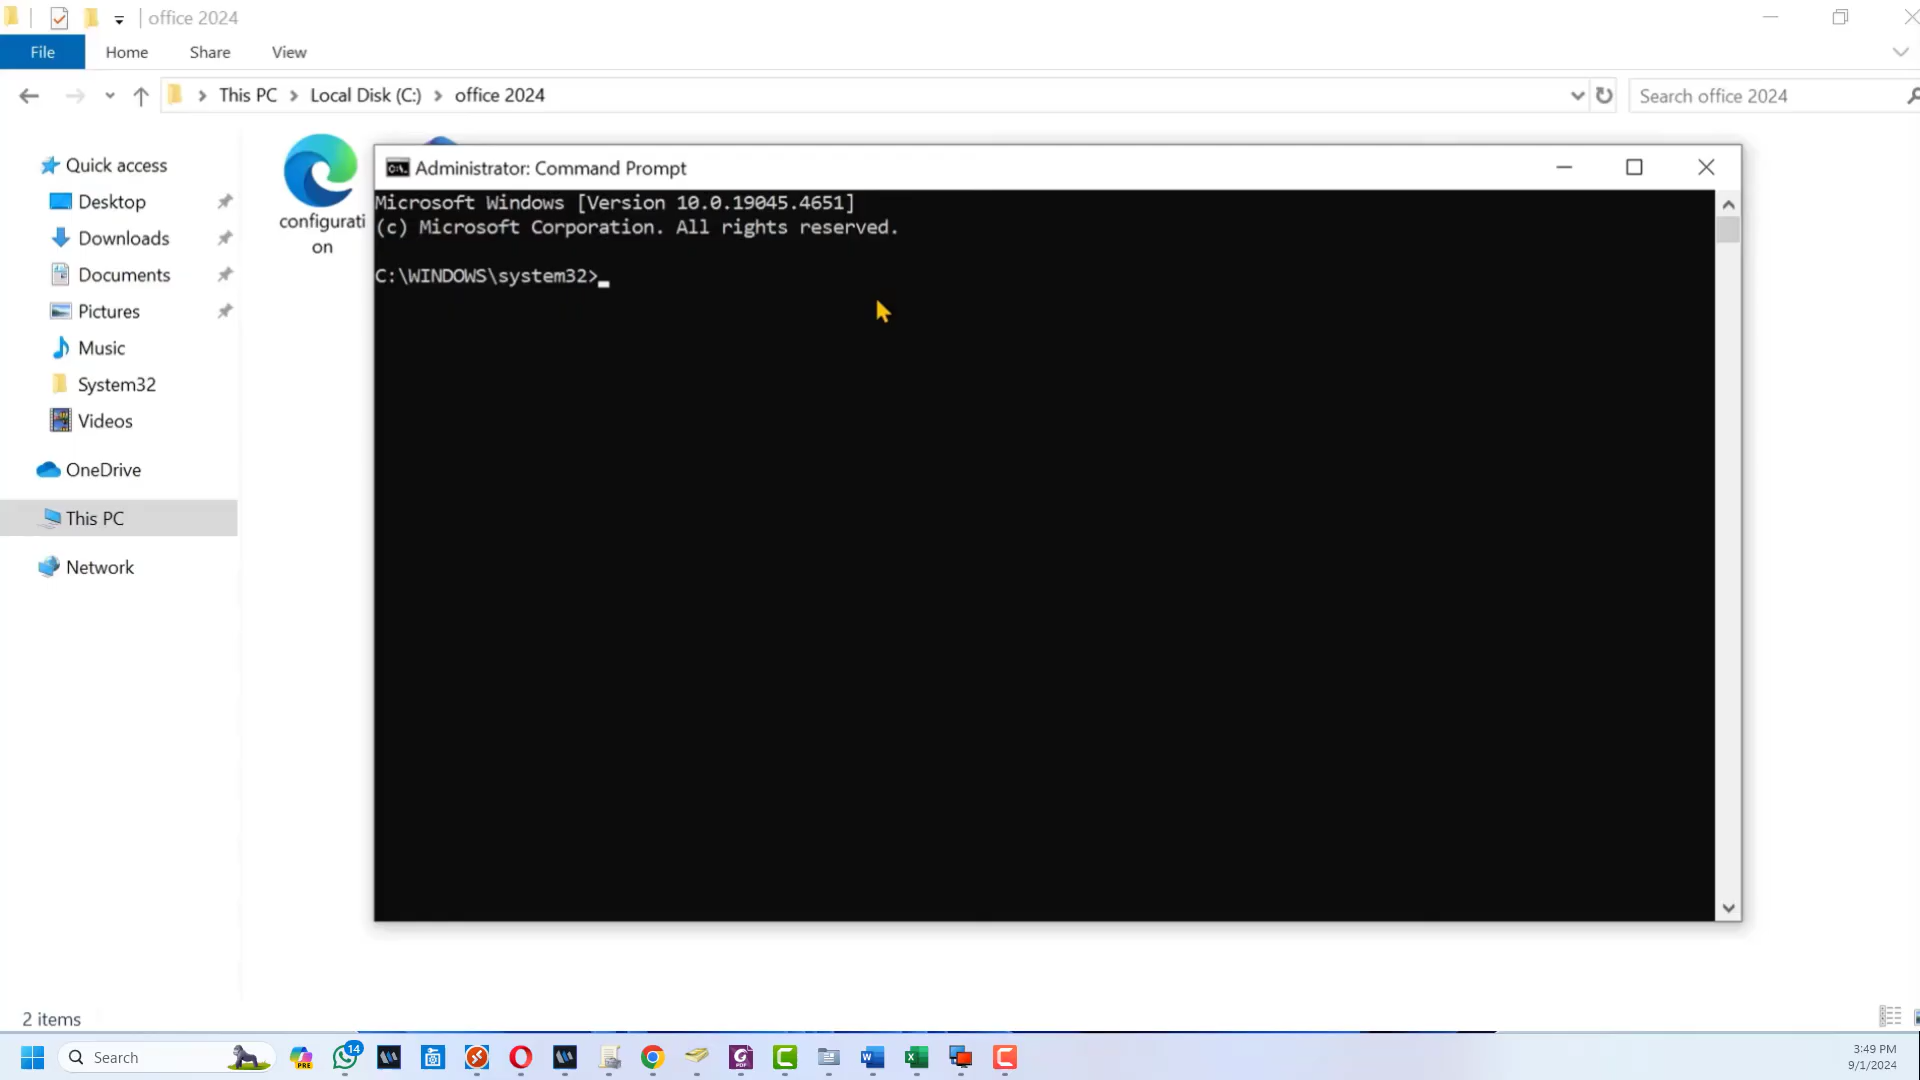 office 2024
File Home Share View
This PC Local Disk (C:) office 2024
Search office 2024
Quick access
Desktop
Downloads
Documents
Pictures
Music
System32
Videos
OneDrive
This PC
Network
configurati
on
Administrator: Command Prompt
Microsoft Windows [Version 10.0.19045.4651]
(c) Microsoft Corporation. All rights reserved.
C:\WINDOWS\system32>
2 items
Search
PRE
14
PDF
3:49 PM
9/1/2024